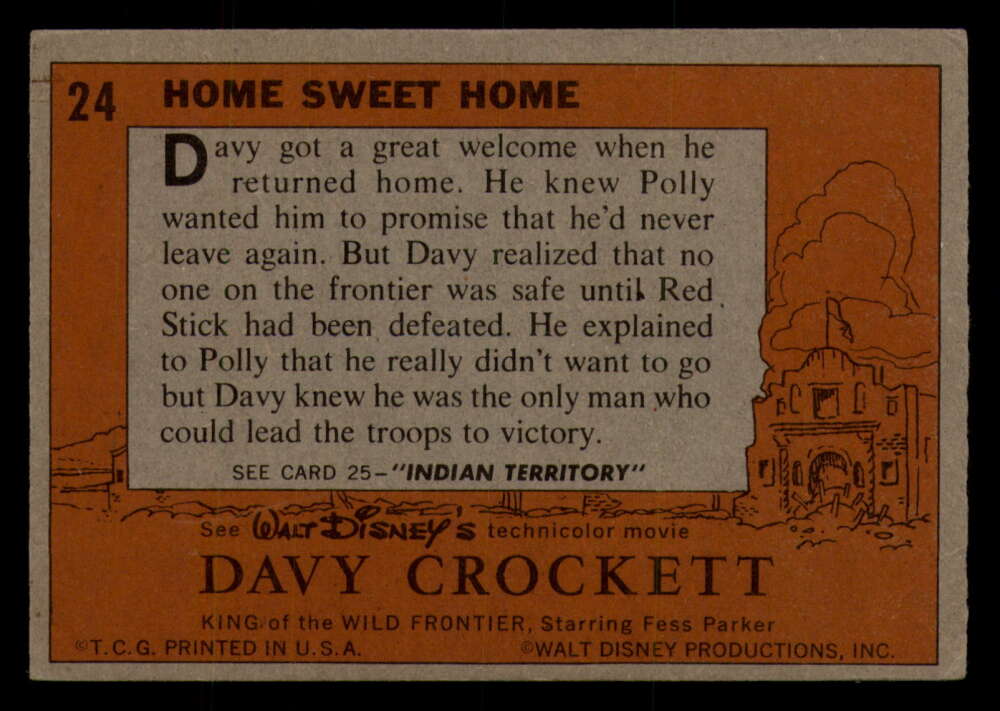 24 HOME SWEET HOME
Davy got a great welcome when he
returned home. He knew Polly
wanted him to promise that he'd never
leave again. But Davy realized that no
one on the frontier was safe until Red
Stick had been defeated. He explained
to Polly that he really didn't want to go
but Davy knew he was the only man who
could lead the troops to victory.
SEE CARD 25-"INDIAN TERRITORY"
See WALT DISNEY'S technicolor movie
DAVY CROCKETT
KING of the WILD FRONTIER, Starring Fess Parker
©T.C.G. PRINTED IN U.S.A. ©WALT DISNEY PRODUCTIONS, INC.